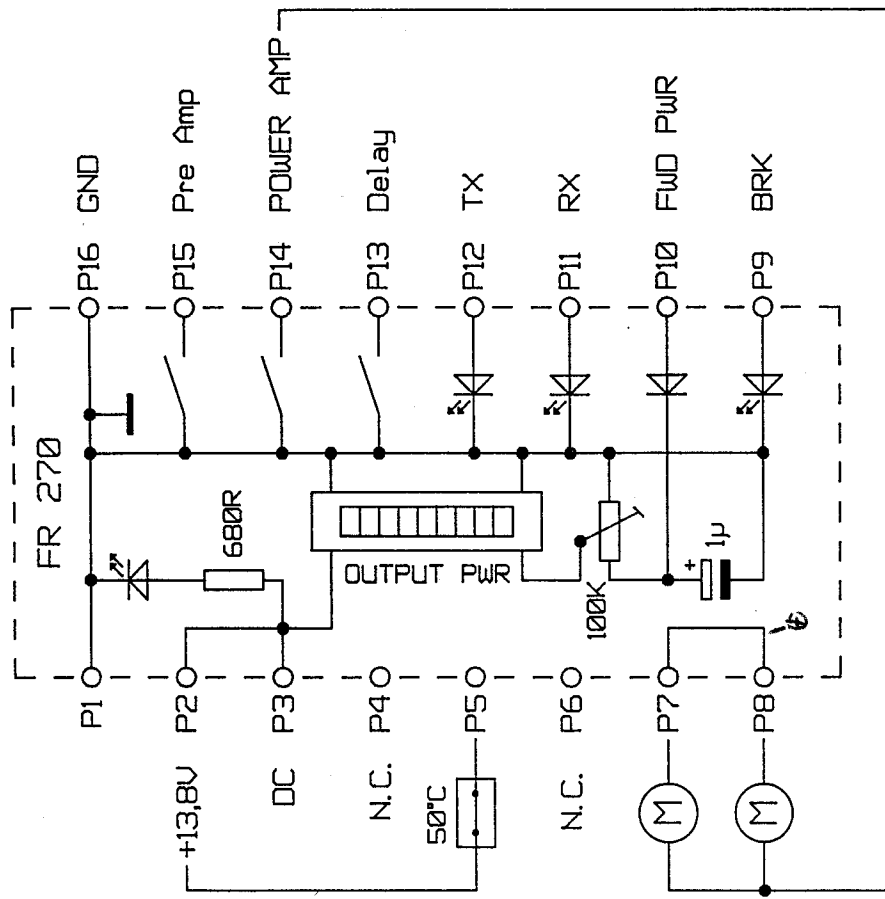 P16 GND
P15 Pre Amp
P14 POWER AMP
P13 Delay
P12 TX
P11 RX
P10 FWD PWR
P9 BRK
FR 270
680R
OUTPUT PWR
100K
+
1µ
P1
+13,8V P2
DC P3
N.C. P4
50°C P5
N.C. P6
P7
P8
M
M